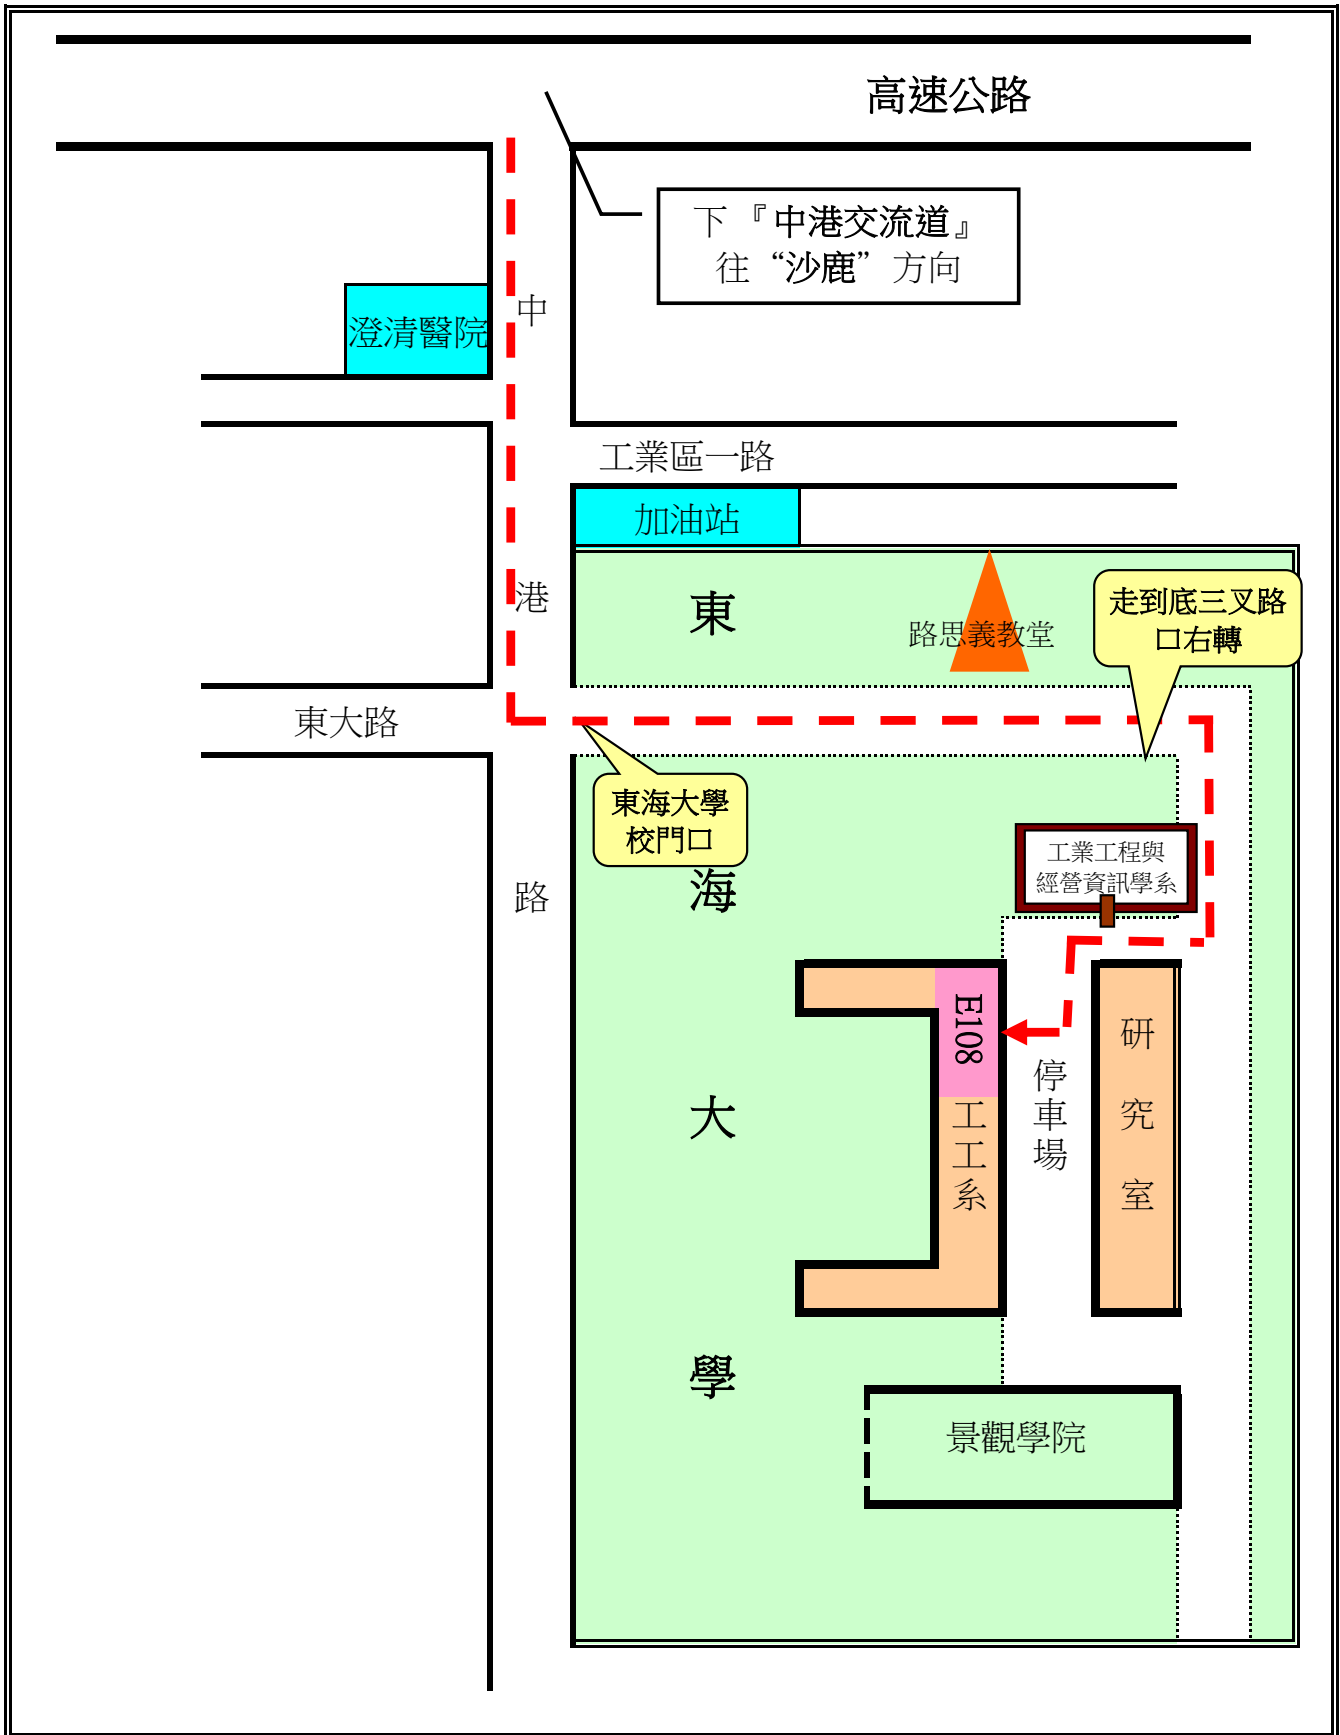 高速公路
下『中港交流道』
往“沙鹿”方向
澄清醫院
中港路
工業區一路
加油站
東海大學
路思義教堂
走到底三叉路
口右轉
東大路
東海大學
校門口
工業工程與
經營資訊學系
E108
工工系
停車場
研究室
景觀學院